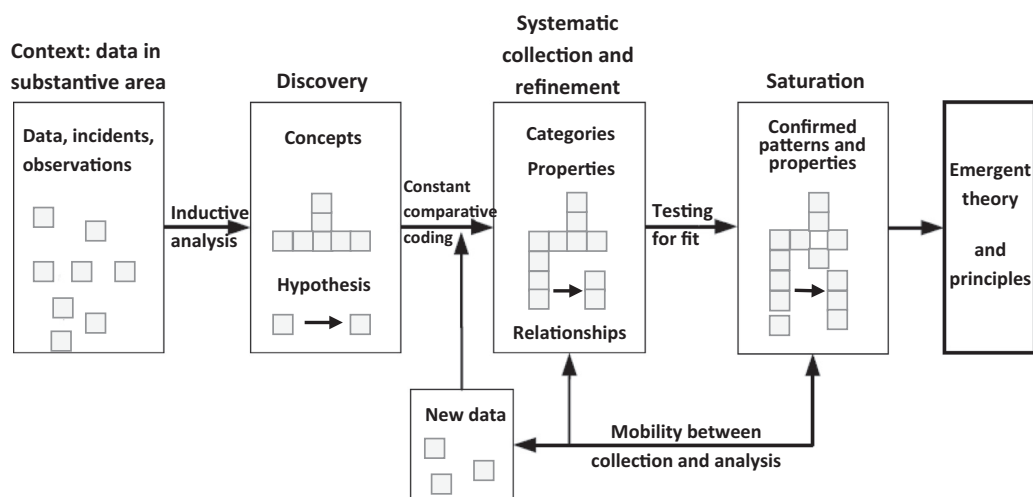 Context: data in
substantive area
Data, incidents,
observations
Inductive
analysis
Discovery
Concepts
Hypothesis
Constant
comparative
coding
Systematic
collection and
refinement
Categories
Properties
Relationships
Testing
for fit
Saturation
Confirmed
patterns and
properties
Emergent
theory
and
principles
New data
Mobility between
collection and analysis